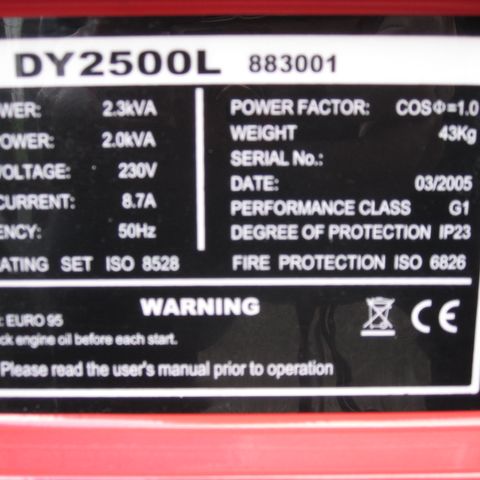 DY2500L 883001
WER: 2.3kVA POWER FACTOR: COSΦ=1.0
OWER: 2.0kVA WEIGHT 43Kg
OLTAGE: 230V SERIAL No.:
CURRENT: 8.7A DATE: 03/2005
ENCY: 50Hz PERFORMANCE CLASS G1
DEGREE OF PROTECTION IP23
ATING SET ISO 8528 FIRE PROTECTION ISO 6826
WARNING
: EURO 95
ck engine oil before each start.
Please read the user's manual prior to operation
CE